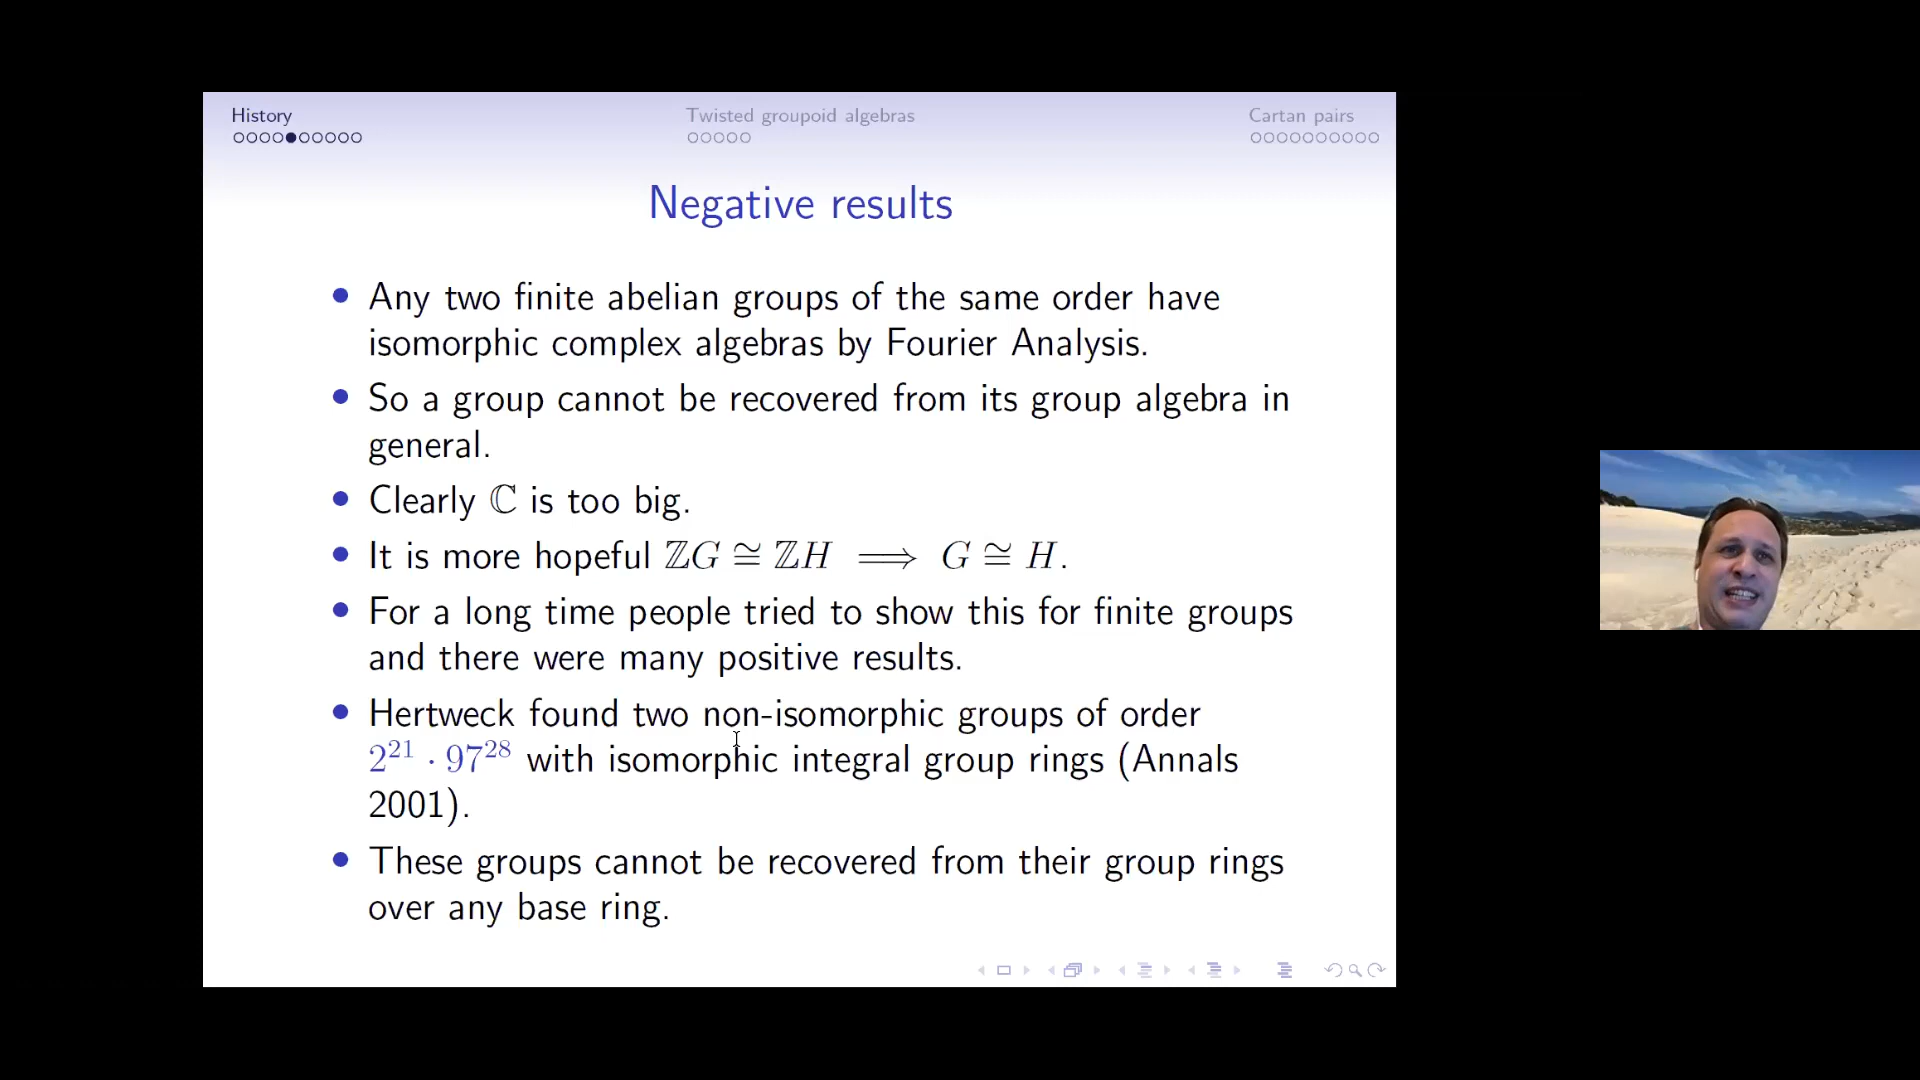 History
Twisted groupoid algebras
Cartan pairs
Negative results
• Any two finite abelian groups of the same order have
isomorphic complex algebras by Fourier Analysis.
• So a group cannot be recovered from its group algebra in
general.
• Clearly ℂ is too big.
• It is more hopeful ℤG ≅ ℤH ⟹ G ≅ H.
• For a long time people tried to show this for finite groups
and there were many positive results.
• Hertweck found two non-isomorphic groups of order
2²¹ · 97²⁸ with isomorphic integral group rings (Annals
2001).
• These groups cannot be recovered from their group rings
over any base ring.